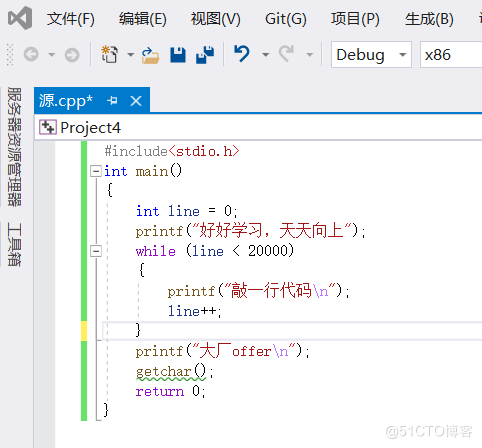 文件(F) 编辑(E) 视图(V) Git(G) 项目(P) 生成(B)
Debug x86
服务器资源管理器
工具箱
源.cpp*
Project4
#include<stdio.h>
int main()
{
int line = 0;
printf("好好学习，天天向上");
while (line < 20000)
{
printf("敲一行代码\n");
line++;
}
printf("大厂offer\n");
getchar();
return 0;
}
@51CTO博客